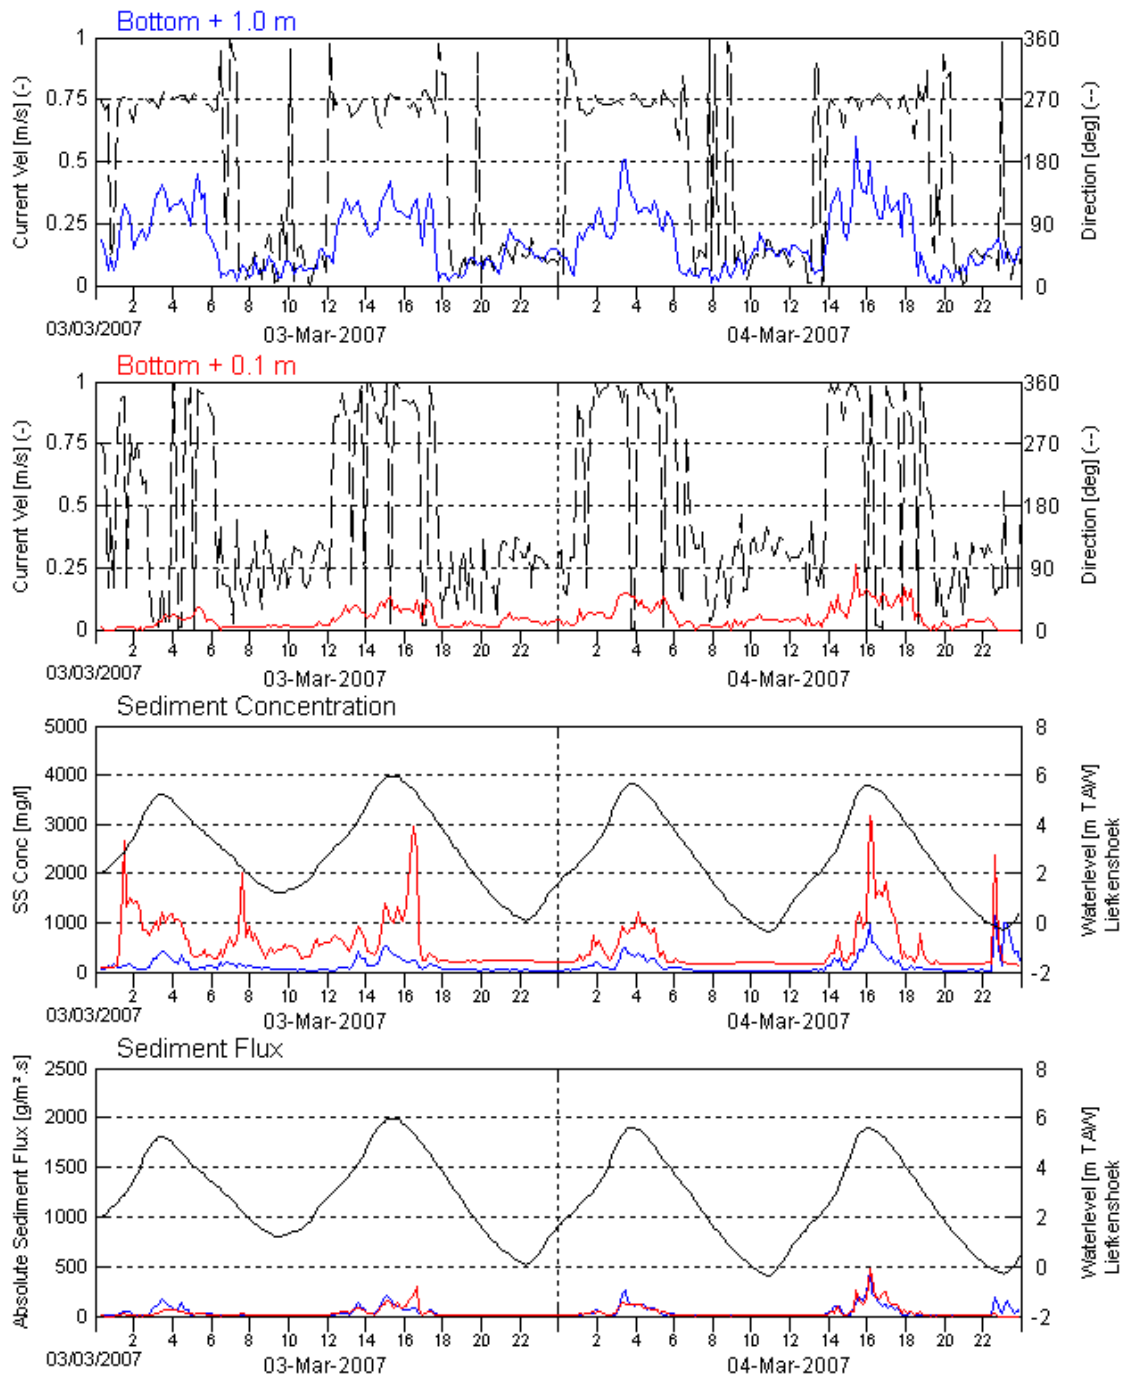 Bottom + 1.0 m
1 0.75 0.5 0.25 0
Current Vel [m/s] (-)
360 270 180 90 0
Direction [deg] (--)
2 4 6 8 10 12 14 16 18 20 22 2 4 6 8 10 12 14 16 18 20 22
03/03/2007 03-Mar-2007 04-Mar-2007
Bottom + 0.1 m
1 0.75 0.5 0.25 0
Current Vel [m/s] (-)
360 270 180 90 0
Direction [deg] (--)
2 4 6 8 10 12 14 16 18 20 22 2 4 6 8 10 12 14 16 18 20 22
03/03/2007 03-Mar-2007 04-Mar-2007
Sediment Concentration
5000 4000 3000 2000 1000 0
SS Conc [mg/l]
8 6 4 2 0 -2
Waterlevel [m TAW]
Liefkenshoek
2 4 6 8 10 12 14 16 18 20 22 2 4 6 8 10 12 14 16 18 20 22
03/03/2007 03-Mar-2007 04-Mar-2007
Sediment Flux
2500 2000 1500 1000 500 0
Absolute Sediment Flux [g/m².s]
8 6 4 2 0 -2
Waterlevel [m TAW]
Liefkenshoek
2 4 6 8 10 12 14 16 18 20 22 2 4 6 8 10 12 14 16 18 20 22
03/03/2007 03-Mar-2007 04-Mar-2007